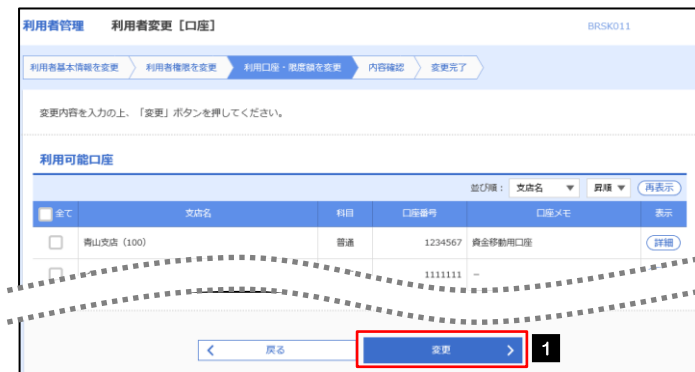 利用者管理 利用者変更［口座］ BRSK011
利用者基本情報を変更 利用者権限を変更 利用口座・限度額を変更 内容確認 変更完了
変更内容を入力の上、「変更」ボタンを押してください。
利用可能口座
並び順： 支店名 ▼ 昇順 ▼ 再表示
全て 支店名 科目 口座番号 口座メモ 表示
青山支店（100） 普通 1234567 資金移動用口座 詳細
1111111 －
戻る 変更 1